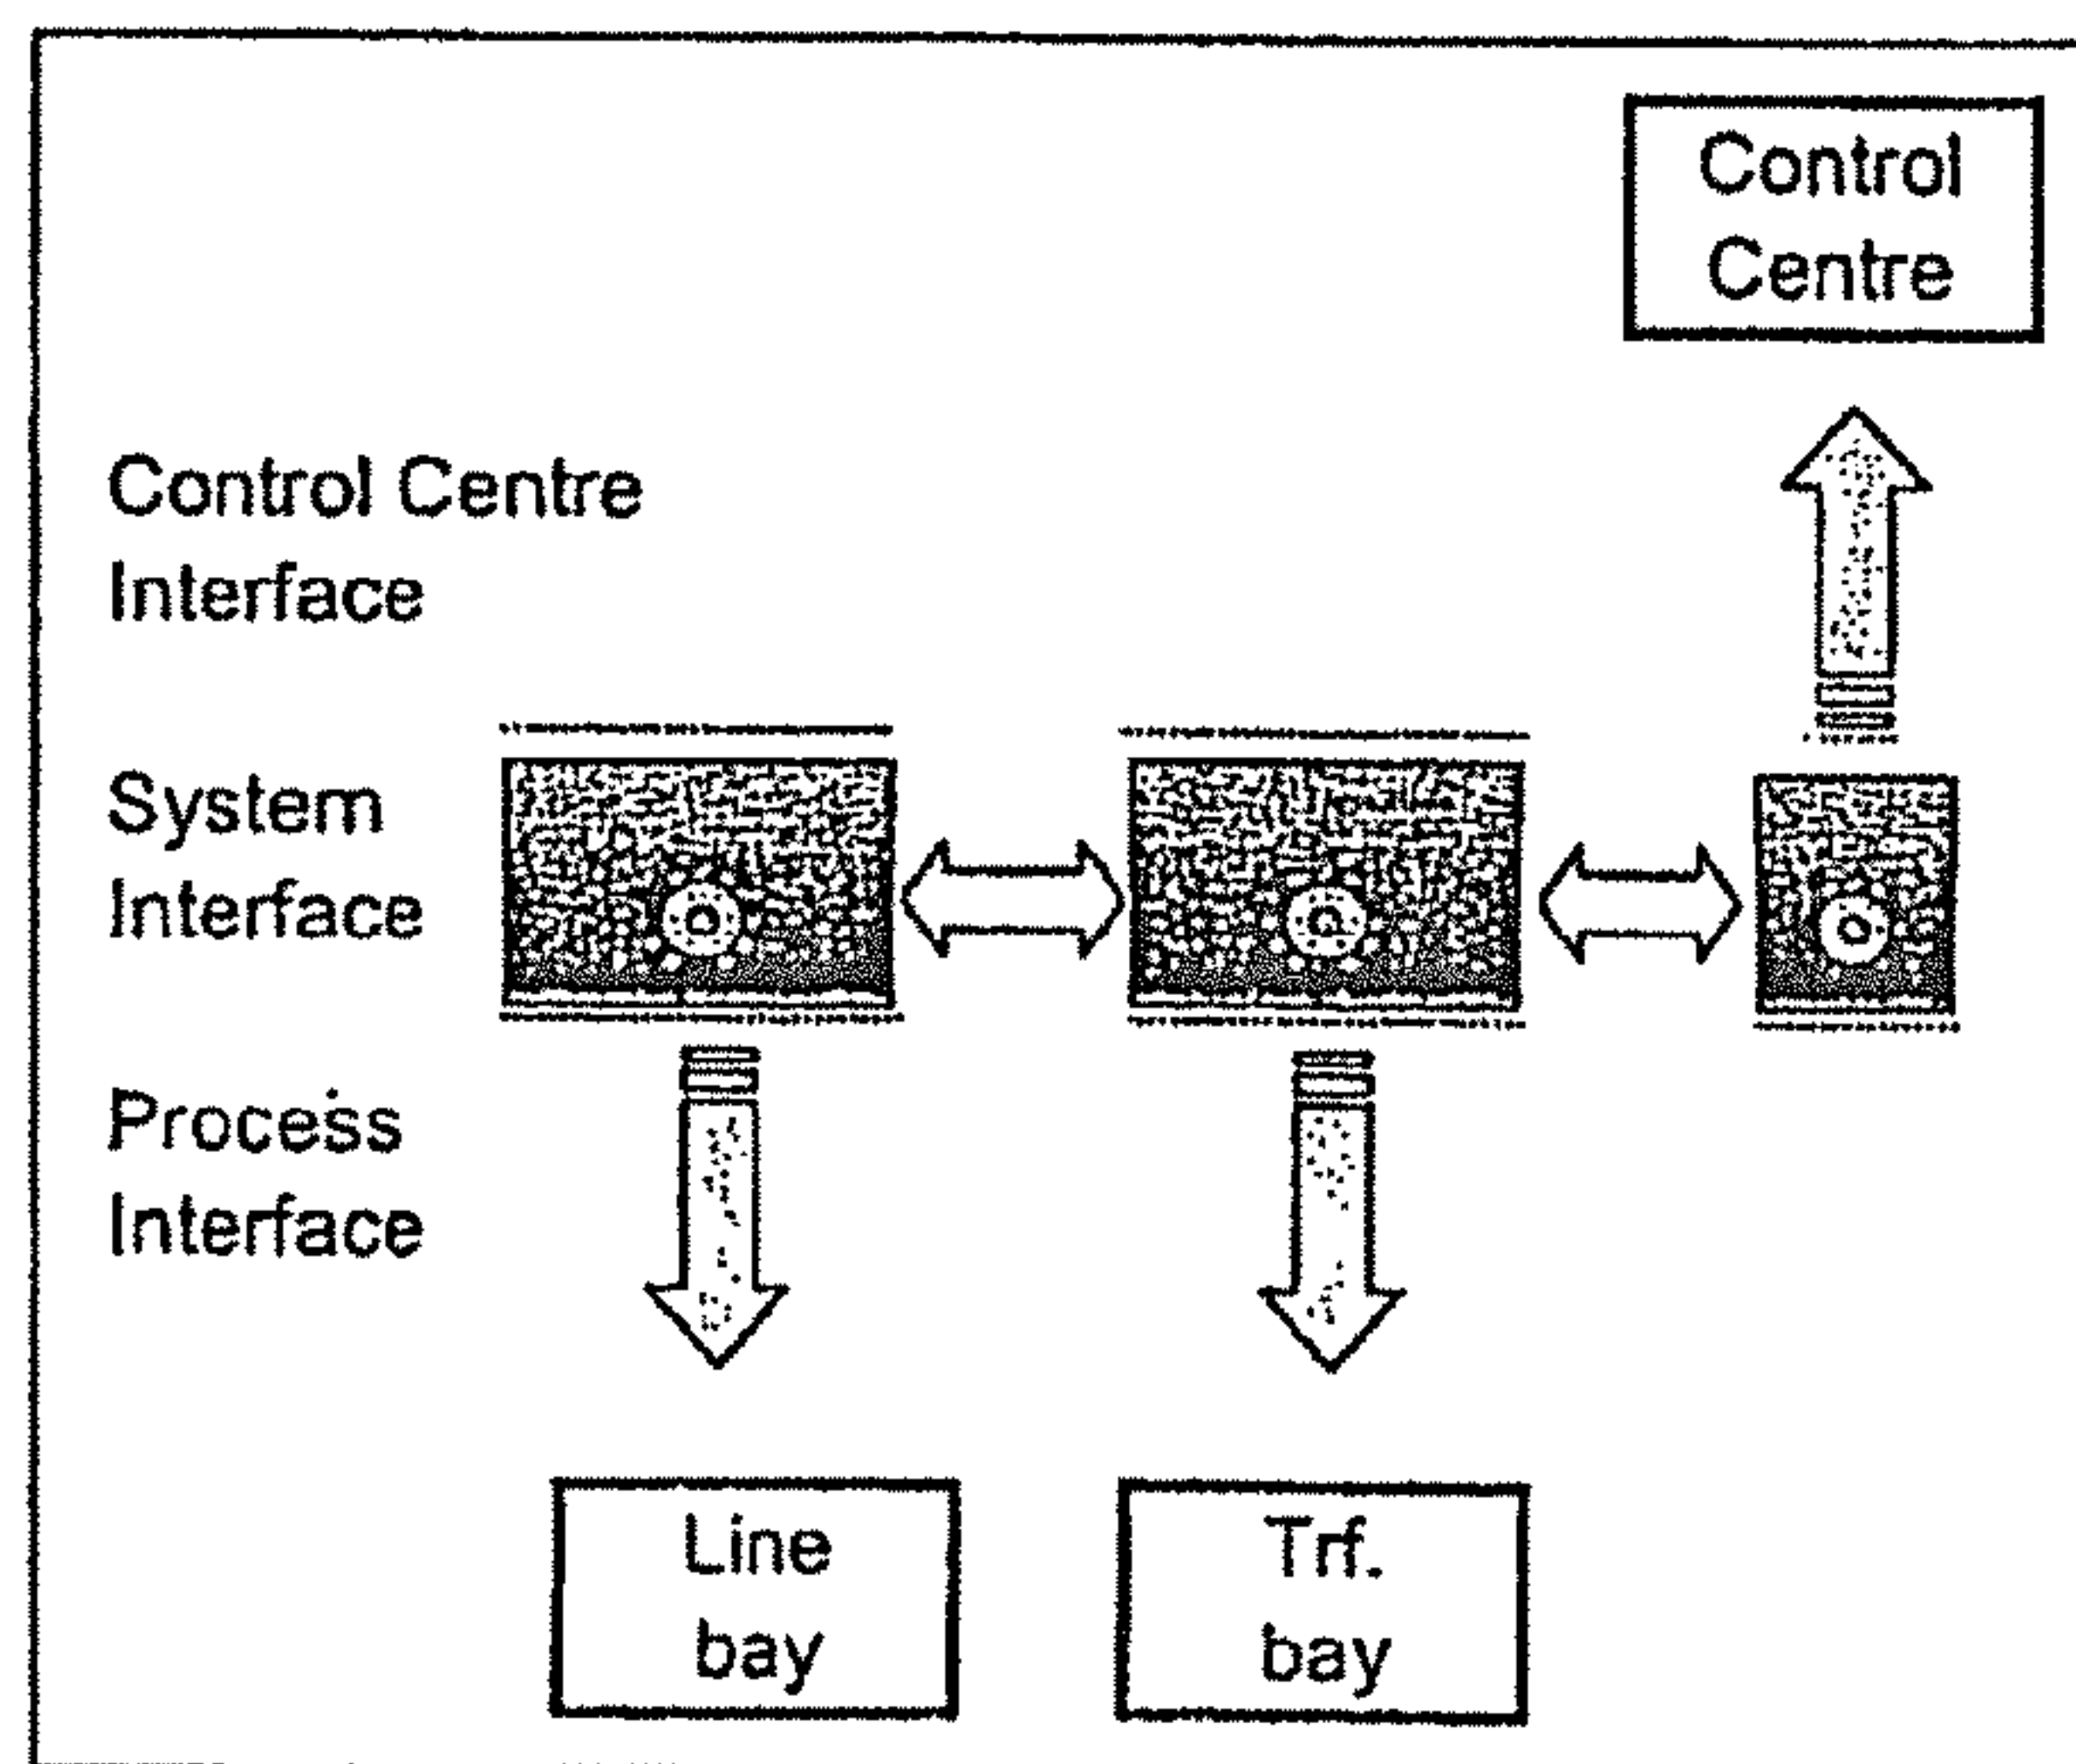 Control
Centre
Control Centre
Interface
System
Interface
Process
Interface
Line
bay
Trf.
bay